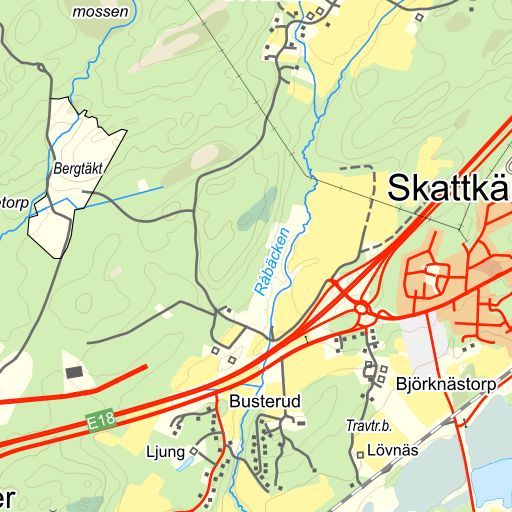 mossen
Bergtäkt
etorp
Skattkä
Råbäcken
Björknästorp
Busterud
E18
Travtr.b.
Ljung
Lövnäs
er